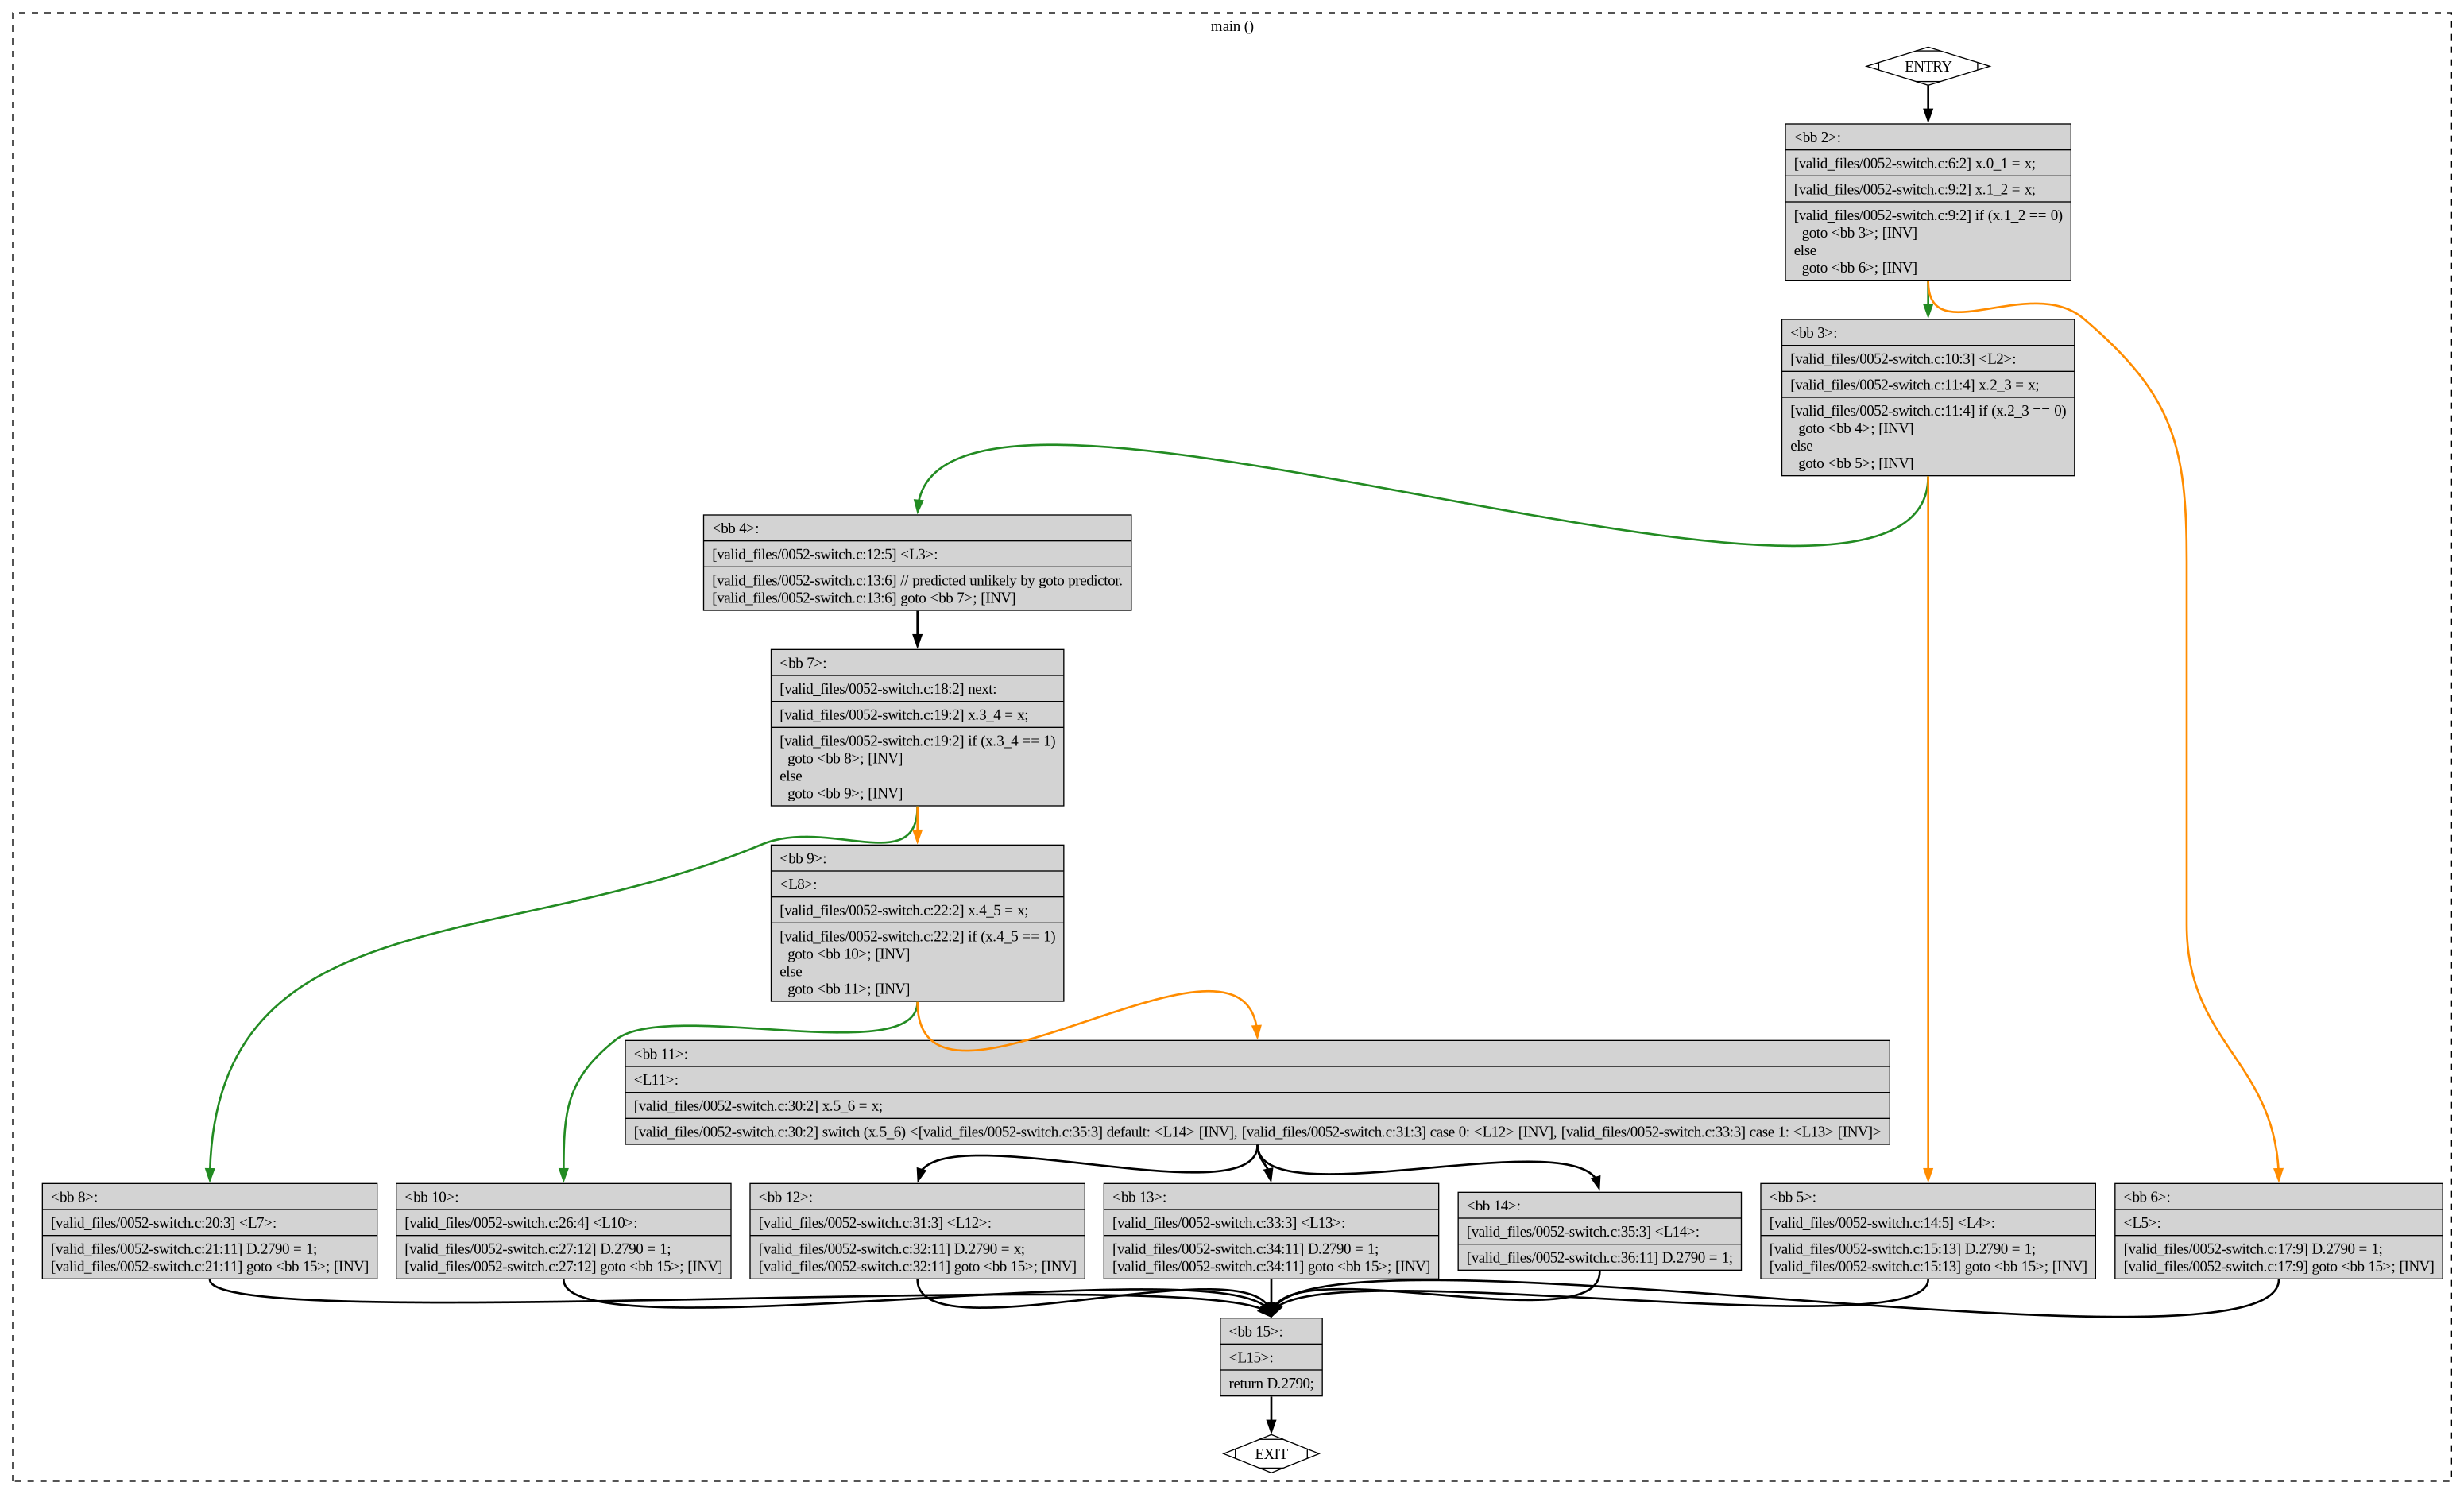 main ()
ENTRY
<bb 2>:
[valid_files/0052-switch.c:6:2] x.0_1 = x;
[valid_files/0052-switch.c:9:2] x.1_2 = x;
[valid_files/0052-switch.c:9:2] if (x.1_2 == 0)
goto <bb 3>; [INV]
else
goto <bb 6>; [INV]
<bb 3>:
[valid_files/0052-switch.c:10:3] <L2>:
[valid_files/0052-switch.c:11:4] x.2_3 = x;
[valid_files/0052-switch.c:11:4] if (x.2_3 == 0)
goto <bb 4>; [INV]
else
goto <bb 5>; [INV]
<bb 4>:
[valid_files/0052-switch.c:12:5] <L3>:
[valid_files/0052-switch.c:13:6] // predicted unlikely by goto predictor.
[valid_files/0052-switch.c:13:6] goto <bb 7>; [INV]
<bb 7>:
[valid_files/0052-switch.c:18:2] next:
[valid_files/0052-switch.c:19:2] x.3_4 = x;
[valid_files/0052-switch.c:19:2] if (x.3_4 == 1)
goto <bb 8>; [INV]
else
goto <bb 9>; [INV]
<bb 9>:
<L8>:
[valid_files/0052-switch.c:22:2] x.4_5 = x;
[valid_files/0052-switch.c:22:2] if (x.4_5 == 1)
goto <bb 10>; [INV]
else
goto <bb 11>; [INV]
<bb 11>:
<L11>:
[valid_files/0052-switch.c:30:2] x.5_6 = x;
[valid_files/0052-switch.c:30:2] switch (x.5_6) <[valid_files/0052-switch.c:35:3] default: <L14> [INV], [valid_files/0052-switch.c:31:3] case 0: <L12> [INV], [valid_files/0052-switch.c:33:3] case 1: <L13> [INV]>
<bb 8>:
[valid_files/0052-switch.c:20:3] <L7>:
[valid_files/0052-switch.c:21:11] D.2790 = 1;
[valid_files/0052-switch.c:21:11] goto <bb 15>; [INV]
<bb 10>:
[valid_files/0052-switch.c:26:4] <L10>:
[valid_files/0052-switch.c:27:12] D.2790 = 1;
[valid_files/0052-switch.c:27:12] goto <bb 15>; [INV]
<bb 12>:
[valid_files/0052-switch.c:31:3] <L12>:
[valid_files/0052-switch.c:32:11] D.2790 = x;
[valid_files/0052-switch.c:32:11] goto <bb 15>; [INV]
<bb 13>:
[valid_files/0052-switch.c:33:3] <L13>:
[valid_files/0052-switch.c:34:11] D.2790 = 1;
[valid_files/0052-switch.c:34:11] goto <bb 15>; [INV]
<bb 14>:
[valid_files/0052-switch.c:35:3] <L14>:
[valid_files/0052-switch.c:36:11] D.2790 = 1;
<bb 5>:
[valid_files/0052-switch.c:14:5] <L4>:
[valid_files/0052-switch.c:15:13] D.2790 = 1;
[valid_files/0052-switch.c:15:13] goto <bb 15>; [INV]
<bb 6>:
<L5>:
[valid_files/0052-switch.c:17:9] D.2790 = 1;
[valid_files/0052-switch.c:17:9] goto <bb 15>; [INV]
<bb 15>:
<L15>:
return D.2790;
EXIT